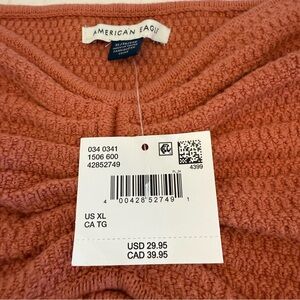 AMERICAN EAGLE
034 0341
1506 600
42852749
4399
4 00428 52749 1
US XL
CA TG
USD 29.95
CAD 39.95